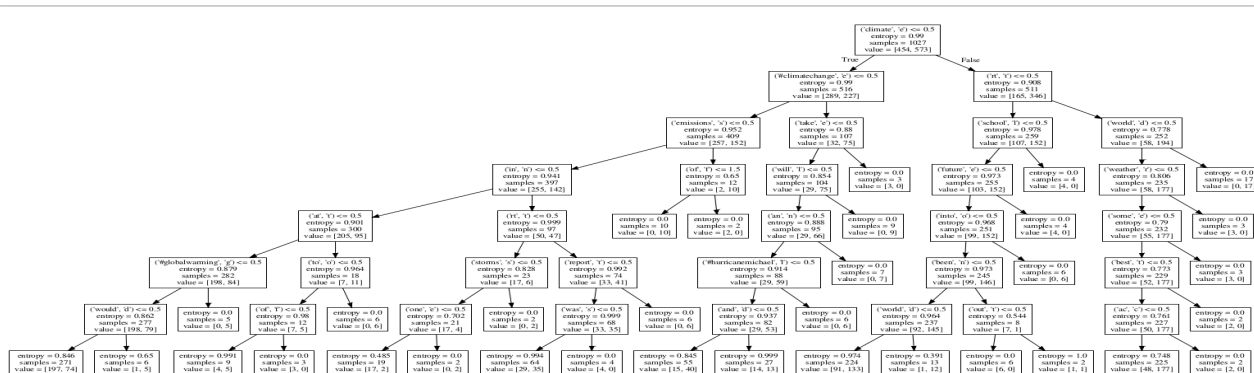 ('climate', 'e') <= 0.5
entropy = 0.99
samples = 1027
value = [454, 573]
True
False
('#climatechange', 'e') <= 0.5
entropy = 0.99
samples = 516
value = [289, 227]
('rt', 't') <= 0.5
entropy = 0.908
samples = 511
value = [165, 346]
('emissions', 's') <= 0.5
entropy = 0.952
samples = 409
value = [257, 152]
('take', 'e') <= 0.5
entropy = 0.88
samples = 107
value = [32, 75]
('school', 'l') <= 0.5
entropy = 0.978
samples = 259
value = [107, 152]
('world', 'd') <= 0.5
entropy = 0.778
samples = 252
value = [58, 194]
('in', 'n') <= 0.5
entropy = 0.941
samples = 397
value = [255, 142]
('of', 'f') <= 1.5
entropy = 0.65
samples = 12
value = [2, 10]
('will', 'l') <= 0.5
entropy = 0.854
samples = 104
value = [29, 75]
entropy = 0.0
samples = 3
value = [3, 0]
('future', 'e') <= 0.5
entropy = 0.973
samples = 255
value = [103, 152]
entropy = 0.0
samples = 4
value = [4, 0]
('weather', 'r') <= 0.5
entropy = 0.806
samples = 235
value = [58, 177]
entropy = 0.0
samples = 17
value = [0, 17
('at', 't') <= 0.5
entropy = 0.901
samples = 300
value = [205, 95]
('rt', 't') <= 0.5
entropy = 0.999
samples = 97
value = [50, 47]
entropy = 0.0
samples = 10
value = [0, 10]
entropy = 0.0
samples = 2
value = [2, 0]
('an', 'n') <= 0.5
entropy = 0.888
samples = 95
value = [29, 66]
entropy = 0.0
samples = 9
value = [0, 9]
('into', 'o') <= 0.5
entropy = 0.968
samples = 251
value = [99, 152]
entropy = 0.0
samples = 4
value = [4, 0]
('some', 'e') <= 0.5
entropy = 0.79
samples = 232
value = [55, 177]
entropy = 0.0
samples = 3
value = [3, 0]
('#globalwarming', 'g') <= 0.5
entropy = 0.879
samples = 282
value = [198, 84]
('to', 'o') <= 0.5
entropy = 0.964
samples = 18
value = [7, 11]
('storms', 's') <= 0.5
entropy = 0.828
samples = 23
value = [17, 6]
('report', 't') <= 0.5
entropy = 0.992
samples = 74
value = [33, 41]
('#hurricanemichael', 'l') <= 0.5
entropy = 0.914
samples = 88
value = [29, 59]
entropy = 0.0
samples = 7
value = [0, 7]
('been', 'n') <= 0.5
entropy = 0.973
samples = 245
value = [99, 146]
entropy = 0.0
samples = 6
value = [0, 6]
('best', 't') <= 0.5
entropy = 0.773
samples = 229
value = [52, 177]
entropy = 0.0
samples = 3
value = [3, 0]
('would', 'd') <= 0.5
entropy = 0.862
samples = 277
value = [198, 79]
entropy = 0.0
samples = 5
value = [0, 5]
('of', 'f') <= 0.5
entropy = 0.98
samples = 12
value = [7, 5]
entropy = 0.0
samples = 6
value = [0, 6]
('one', 'e') <= 0.5
entropy = 0.702
samples = 21
value = [17, 4]
entropy = 0.0
samples = 2
value = [0, 2]
('was', 's') <= 0.5
entropy = 0.999
samples = 68
value = [33, 35]
entropy = 0.0
samples = 6
value = [0, 6]
('and', 'd') <= 0.5
entropy = 0.937
samples = 82
value = [29, 53]
entropy = 0.0
samples = 6
value = [0, 6]
('world', 'd') <= 0.5
entropy = 0.964
samples = 237
value = [92, 145]
('out', 't') <= 0.5
entropy = 0.544
samples = 8
value = [7, 1]
('ac', 'c') <= 0.5
entropy = 0.761
samples = 227
value = [50, 177]
entropy = 0.0
samples = 2
value = [2, 0]
entropy = 0.846
samples = 271
value = [197, 74]
entropy = 0.65
samples = 6
value = [1, 5]
entropy = 0.991
samples = 9
value = [4, 5]
entropy = 0.0
samples = 3
value = [3, 0]
entropy = 0.485
samples = 19
value = [17, 2]
entropy = 0.0
samples = 2
value = [0, 2]
entropy = 0.994
samples = 64
value = [29, 35]
entropy = 0.0
samples = 4
value = [4, 0]
entropy = 0.845
samples = 55
value = [15, 40]
entropy = 0.999
samples = 27
value = [14, 13]
entropy = 0.974
samples = 224
value = [91, 133]
entropy = 0.391
samples = 13
value = [1, 12]
entropy = 0.0
samples = 6
value = [6, 0]
entropy = 1.0
samples = 2
value = [1, 1]
entropy = 0.748
samples = 225
value = [48, 177]
entropy = 0.0
samples = 2
value = [2, 0]